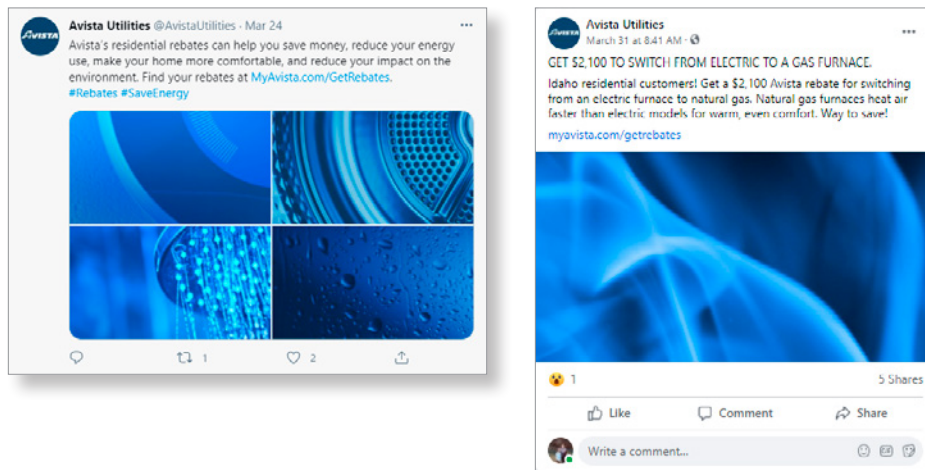 AVISTA
Avista Utilities @AvistaUtilities · Mar 24
Avista's residential rebates can help you save money, reduce your energy
use, make your home more comfortable, and reduce your impact on the
environment. Find your rebates at MyAvista.com/GetRebates.
#Rebates #SaveEnergy
1
2
AVISTA
Avista Utilities
March 31 at 8:41 AM ·
GET $2,100 TO SWITCH FROM ELECTRIC TO A GAS FURNACE.
Idaho residential customers! Get a $2,100 Avista rebate for switching
from an electric furnace to natural gas. Natural gas furnaces heat air
faster than electric models for warm, even comfort. Way to save!
myavista.com/getrebates
1
5 Shares
Like
Comment
Share
Write a comment...
GIF